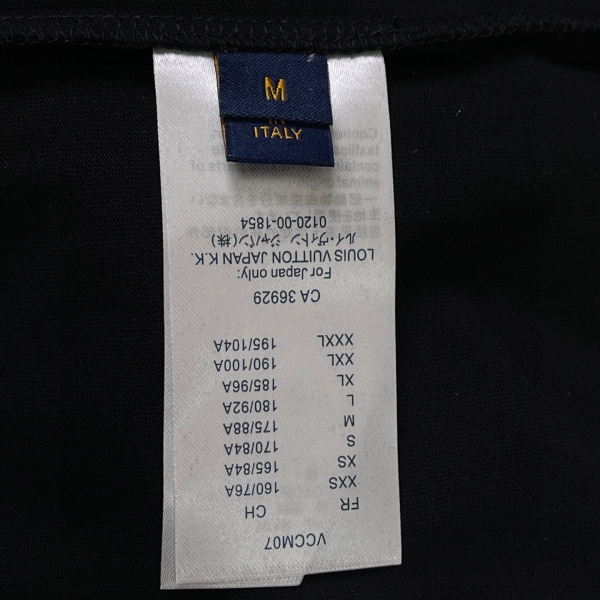 M
IN
ITALY
VCCM07
FR CH
XXS 160/76A
XS 165/84A
S 170/84A
M 175/88A
L 180/92A
XL 185/96A
XXL 190/100A
XXXL 195/104A
CA 36929
For Japan only:
LOUIS VUITTON JAPAN K.K.
ルイ・ヴィトン ジャパン(株)
0120-00-1854